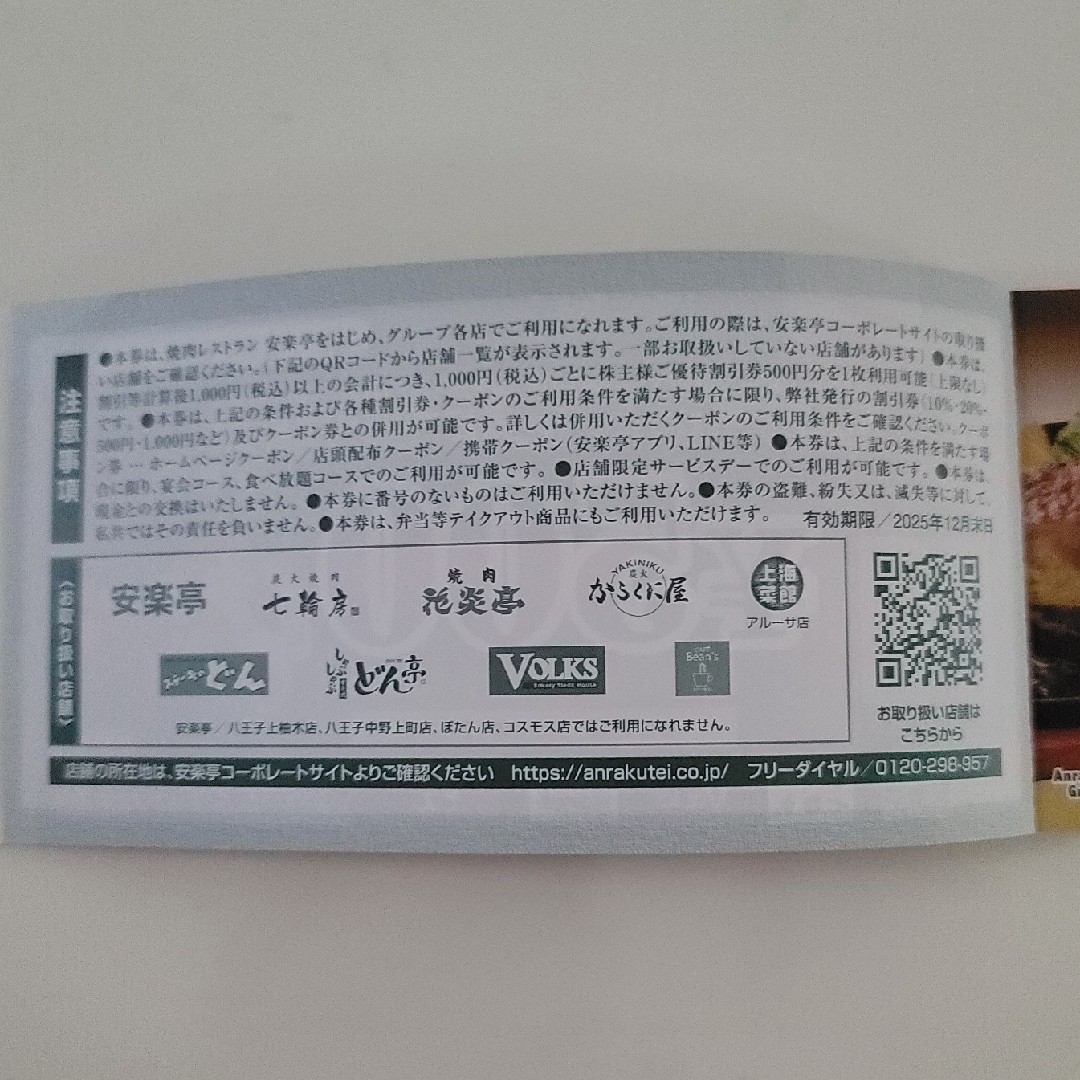 注意事項
●本券は、焼肉レストラン 安楽亭をはじめ、グループ各店でご利用になれます。ご利用の際は、安楽亭コーポレートサイトの取り扱
い店舗をご確認ください。(下記のQRコードから店舗一覧が表示されます。一部お取扱いしていない店舗があります) ●本券は、
割引等計算後1,000円(税込)以上の会計につき、1,000円(税込)ごとに株主様ご優待割引券500円分を1枚利用可能(上限なし)
です。 ●本券は、上記の条件および各種割引券・クーポンのご利用条件を満たす場合に限り、弊社発行の割引券(10%・20%・
500円・1,000円など)及びクーポン券との併用が可能です。詳しくは併用いただくクーポンのご利用条件をご確認ください。クーポ
ン券 … ホームページクーポン／店頭配布クーポン／携帯クーポン(安楽亭アプリ、LINE等) ●本券は、上記の条件を満たす場
合に限り、宴会コース、食べ放題コースでのご利用が可能です。 ●店舗限定サービスデーでのご利用が可能です。 ●本券は、
現金との交換はいたしません。 ●本券に番号のないものはご利用いただけません。 ●本券の盗難、紛失又は、滅失等に対して、
私共ではその責任を負いません。 ●本券は、弁当等テイクアウト商品にもご利用いただけます。 有効期限／2025年12月末日
〈お取り扱い店舗〉
安楽亭
炭火焼肉
七輪房
焼肉
花炎亭
YAKINIKU
炭火
からくに屋
上海菜館
アルーサ店
ステーキのどん
しゃぶしゃぶ
どん亭
VOLKS
CAFE
Bean's
安楽亭／八王子上柚木店、八王子中野上町店、ぼたん店、コスモス店ではご利用になれません。
お取り扱い店舗は
こちらから
店舗の所在地は、安楽亭コーポレートサイトよりご確認ください https://anrakutei.co.jp/ フリーダイヤル／0120-298-957